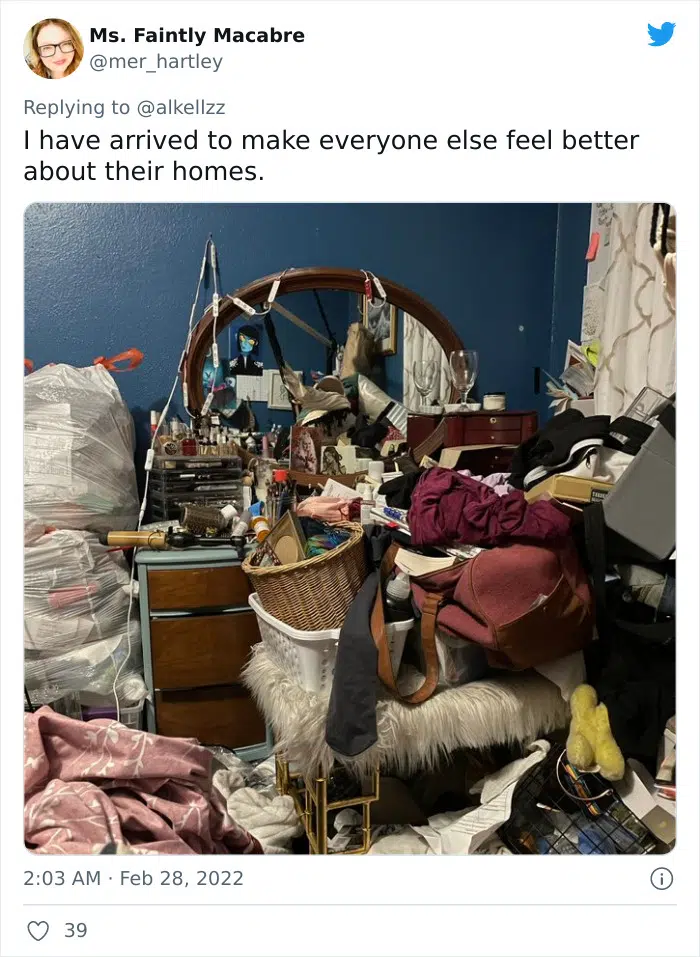 Ms. Faintly Macabre
@mer_hartley
Replying to @alkellzz
I have arrived to make everyone else feel better
about their homes.
2:03 AM · Feb 28, 2022
39